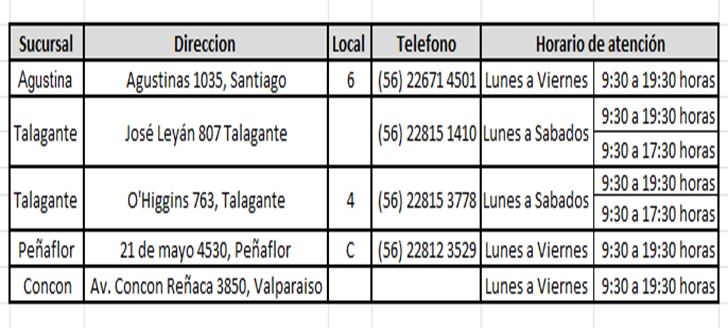 Sucursal Direccion Local Telefono Horario de atención
Agustina Agustinas 1035, Santiago 6 (56) 22671 4501 Lunes a Viernes 9:30 a 19:30 horas
Talagante José Leyán 807 Talagante (56) 22815 1410 Lunes a Sabados 9:30 a 19:30 horas
9:30 a 17:30 horas
Talagante O'Higgins 763, Talagante 4 (56) 22815 3778 Lunes a Sabados 9:30 a 19:30 horas
9:30 a 17:30 horas
Peñaflor 21 de mayo 4530, Peñaflor C (56) 22812 3529 Lunes a Viernes 9:30 a 19:30 horas
Concon Av. Concon Reñaca 3850, Valparaiso Lunes a Viernes 9:30 a 19:30 horas